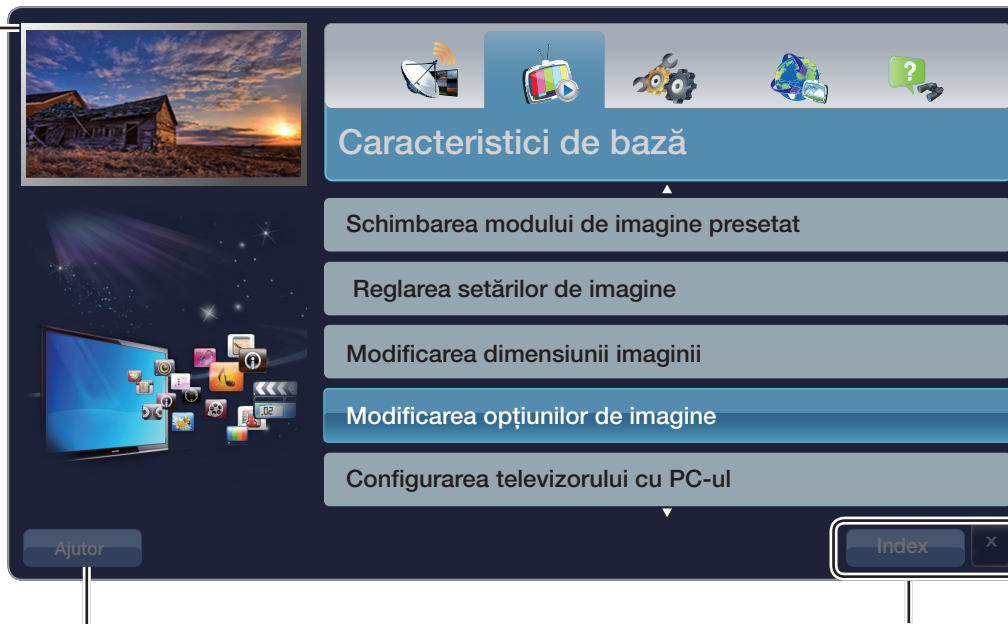 Caracteristici de bază
Schimbarea modului de imagine presetat
Reglarea setărilor de imagine
Modificarea dimensiunii imaginii
Modificarea opțiunilor de imagine
Configurarea televizorului cu PC-ul
Ajutor
Index
x